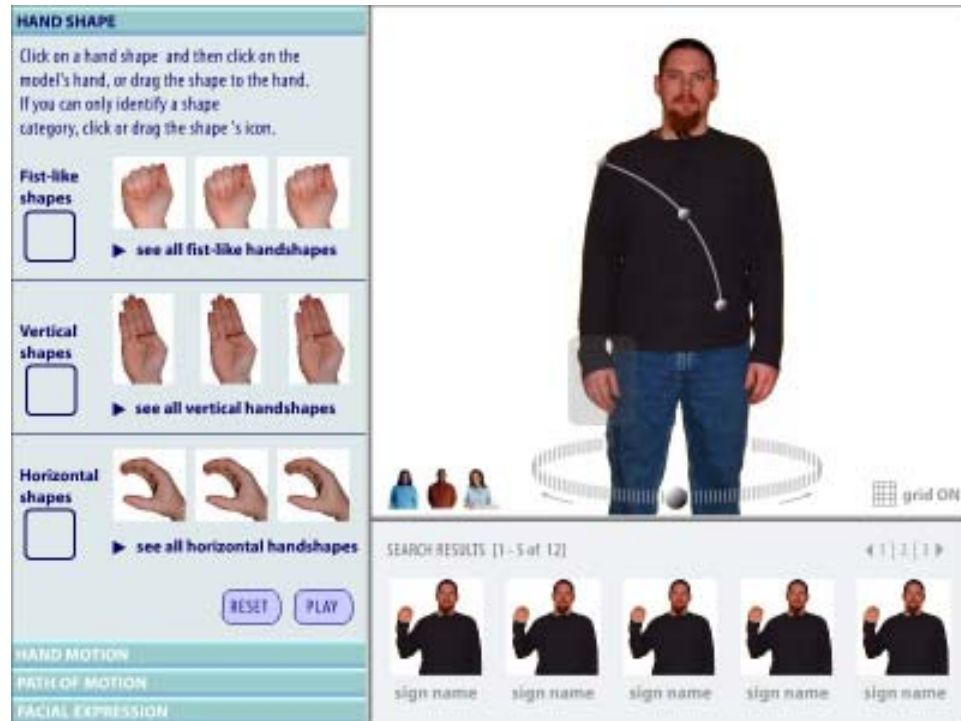 HAND SHAPE
Click on a hand shape and then click on the
model's hand, or drag the shape to the hand.
If you can only identify a shape
category, click or drag the shape 's icon.
Fist-like
shapes
▶ see all fist-like handshapes
Vertical
shapes
▶ see all vertical handshapes
Horizontal
shapes
▶ see all horizontal handshapes
RESET PLAY
HAND MOTION
PATH OF MOTION
FACIAL EXPRESSION
grid ON
SEARCH RESULTS [1 - 5 of 12]
1 | 2 | 3
sign name sign name sign name sign name sign name